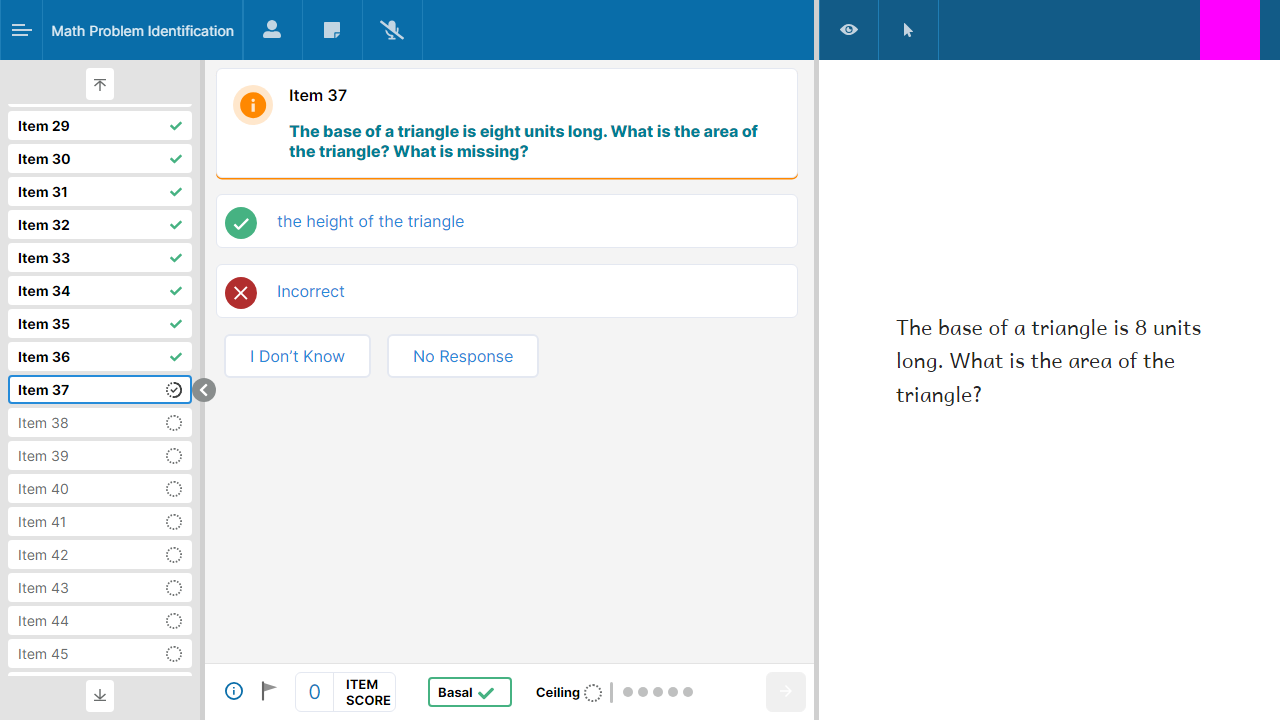 Math Problem Identification
Item 29
Item 30
Item 31
Item 32
Item 33
Item 34
Item 35
Item 36
Item 37
Item 38
Item 39
Item 40
Item 41
Item 42
Item 43
Item 44
Item 45
Item 37
The base of a triangle is eight units long. What is the area of
the triangle? What is missing?
the height of the triangle
Incorrect
I Don’t Know
No Response
0
ITEM
SCORE
Basal
Ceiling
The base of a triangle is 8 units
long. What is the area of the
triangle?